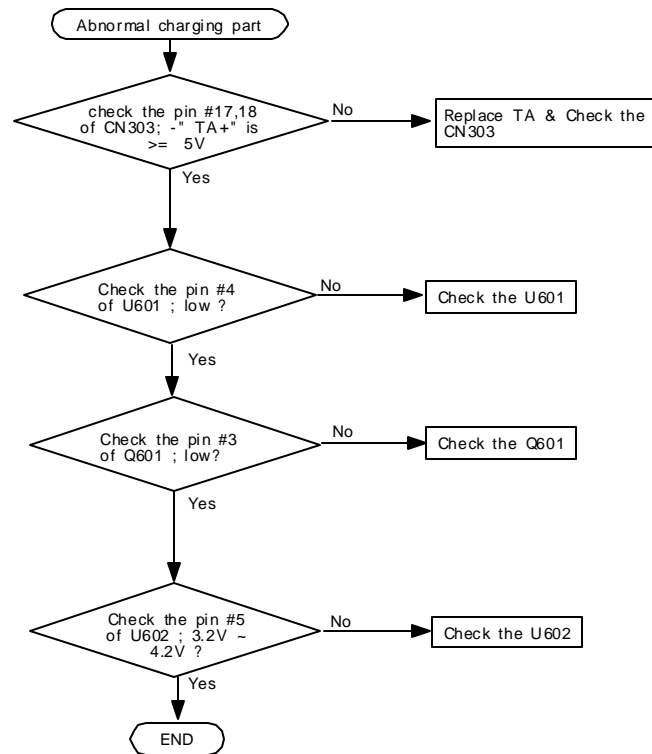 Abnormal charging part
check the pin #17,18
of CN303; -" TA+" is
>= 5V
No
Replace TA & Check the
CN303
Yes
Check the pin #4
of U601 ; low ?
No
Check the U601
Yes
Check the pin #3
of Q601 ; low?
No
Check the Q601
Yes
Check the pin #5
of U602 ; 3.2V ~
4.2V ?
No
Check the U602
Yes
END